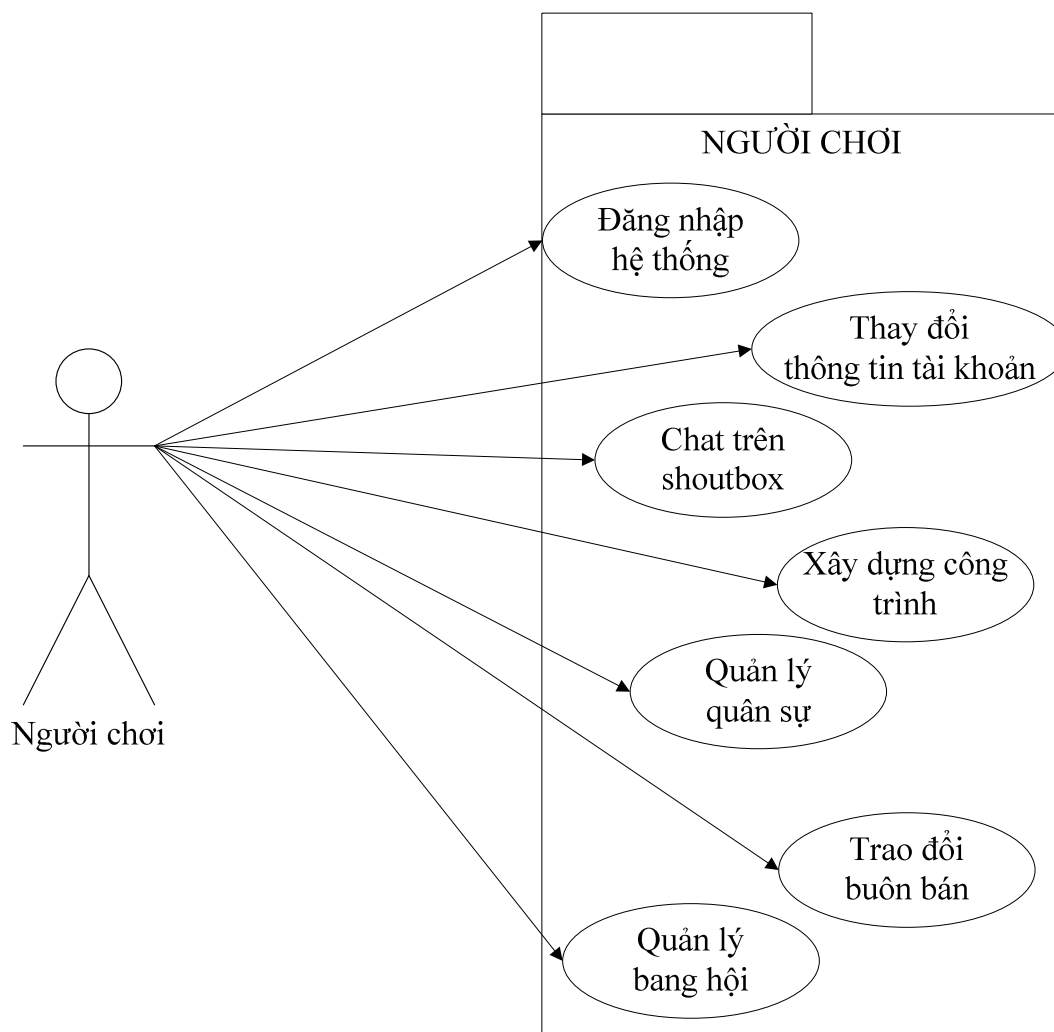 NGƯỜI CHƠI
Đăng nhập
hệ thống
Thay đổi
thông tin tài khoản
Chat trên
shoutbox
Xây dựng công
trình
Quản lý
quân sự
Người chơi
Trao đổi
buôn bán
Quản lý
bang hội